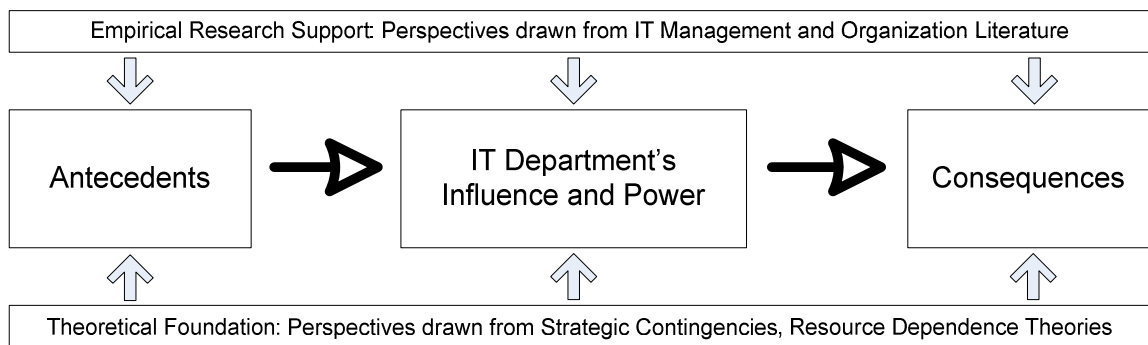 Empirical Research Support: Perspectives drawn from IT Management and Organization Literature
Antecedents
IT Department’s
Influence and Power
Consequences
Theoretical Foundation: Perspectives drawn from Strategic Contingencies, Resource Dependence Theories